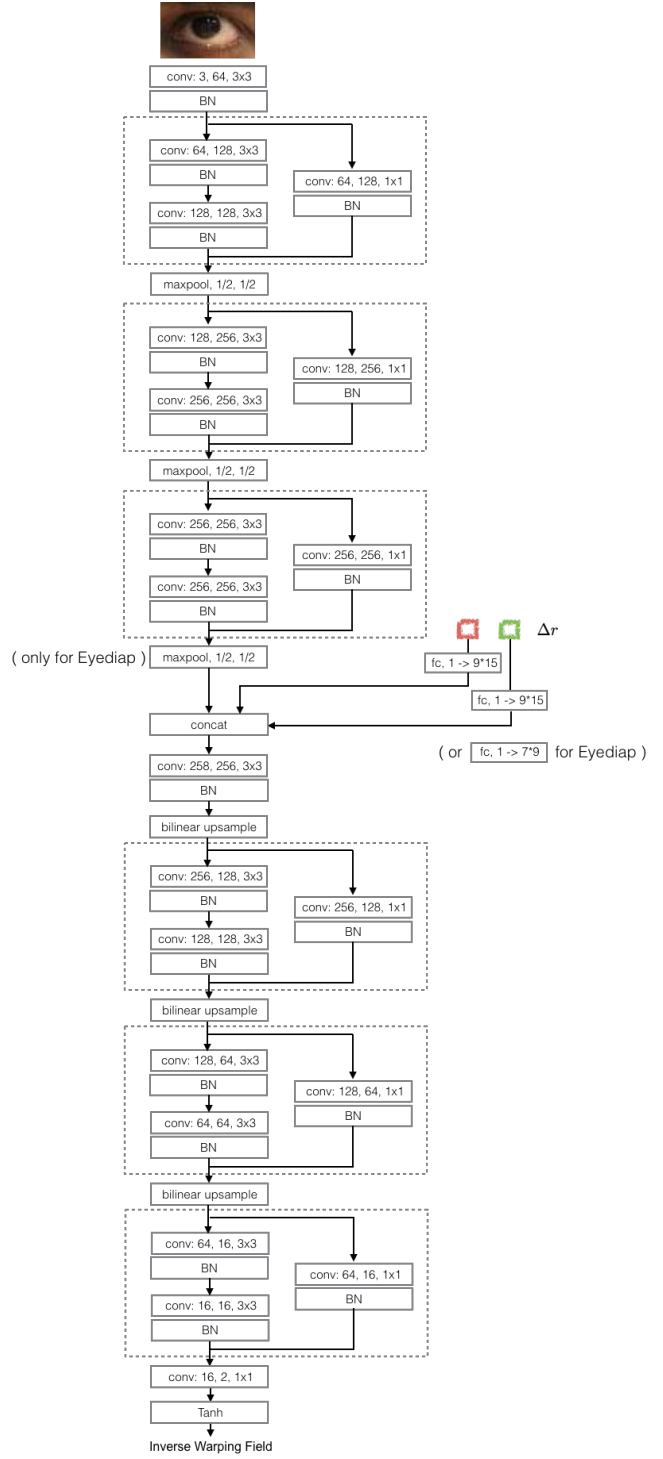 conv: 3, 64, 3x3
BN
conv: 64, 128, 3x3
BN
conv: 64, 128, 1x1
BN
conv: 128, 128, 3x3
BN
maxpool, 1/2, 1/2
conv: 128, 256, 3x3
BN
conv: 128, 256, 1x1
BN
conv: 256, 256, 3x3
BN
maxpool, 1/2, 1/2
conv: 256, 256, 3x3
BN
conv: 256, 256, 1x1
BN
conv: 256, 256, 3x3
BN
Δr
( only for Eyediap )
maxpool, 1/2, 1/2
fc, 1 -> 9*15
fc, 1 -> 9*15
concat
( or fc, 1 -> 7*9 for Eyediap )
conv: 258, 256, 3x3
BN
bilinear upsample
conv: 256, 128, 3x3
BN
conv: 256, 128, 1x1
BN
conv: 128, 128, 3x3
BN
bilinear upsample
conv: 128, 64, 3x3
BN
conv: 128, 64, 1x1
BN
conv: 64, 64, 3x3
BN
bilinear upsample
conv: 64, 16, 3x3
BN
conv: 64, 16, 1x1
BN
conv: 16, 16, 3x3
BN
conv: 16, 2, 1x1
Tanh
Inverse Warping Field